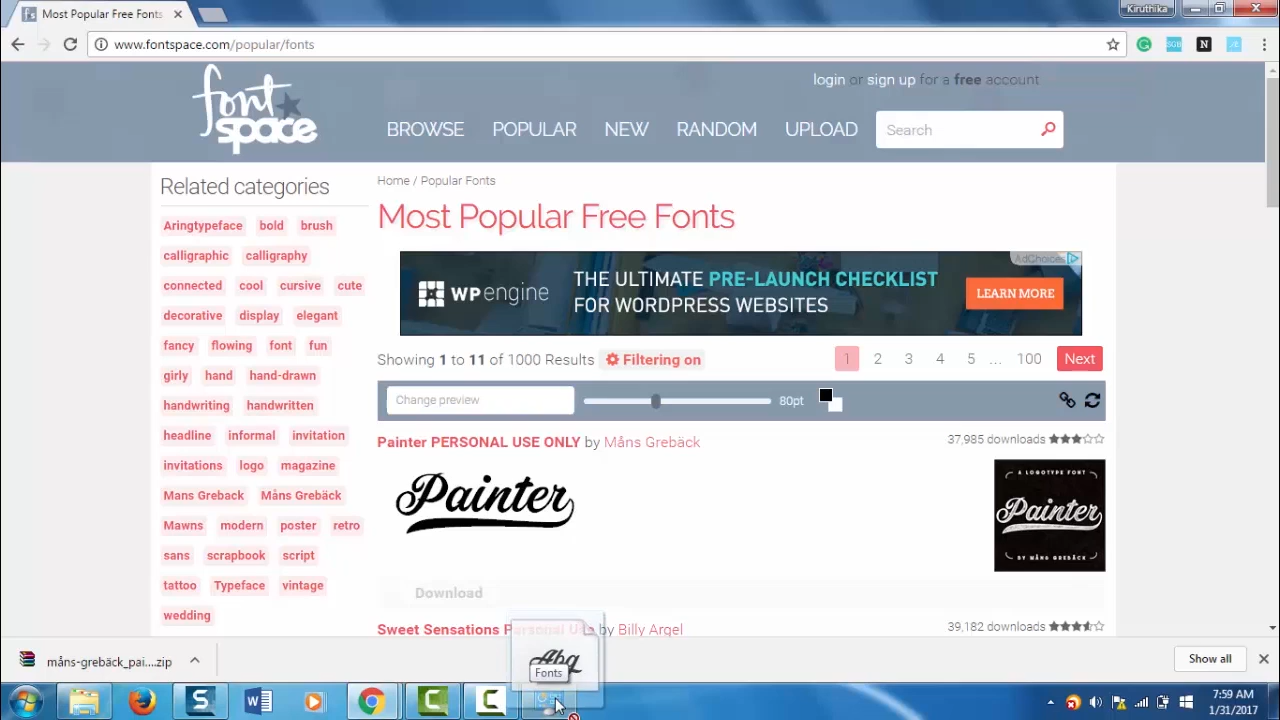 Most Popular Free Fonts
Kiruthika
www.fontspace.com/popular/fonts
login or sign up for a free account
font space
BROWSE POPULAR NEW RANDOM UPLOAD Search
Related categories
Aringtypeface bold brush
calligraphic calligraphy
connected cool cursive cute
decorative display elegant
fancy flowing font fun
girly hand hand-drawn
handwriting handwritten
headline informal invitation
invitations logo magazine
Mans Greback Måns Grebäck
Mawns modern poster retro
sans scrapbook script
tattoo Typeface vintage
wedding
Home / Popular Fonts
Most Popular Free Fonts
AdChoices
WP engine
THE ULTIMATE PRE-LAUNCH CHECKLIST
FOR WORDPRESS WEBSITES
LEARN MORE
Showing 1 to 11 of 1000 Results Filtering on
1 2 3 4 5 ... 100 Next
Change preview 80pt
Painter PERSONAL USE ONLY by Måns Grebäck 37,985 downloads
Painter
A LOGOTYPE FONT
Painter
BY MÅNS GREBÄCK
Download
Sweet Sensations Personal Use by Billy Argel 39,182 downloads
Abg
Fonts
måns-grebäck_pai....zip
Show all
7:59 AM
1/31/2017